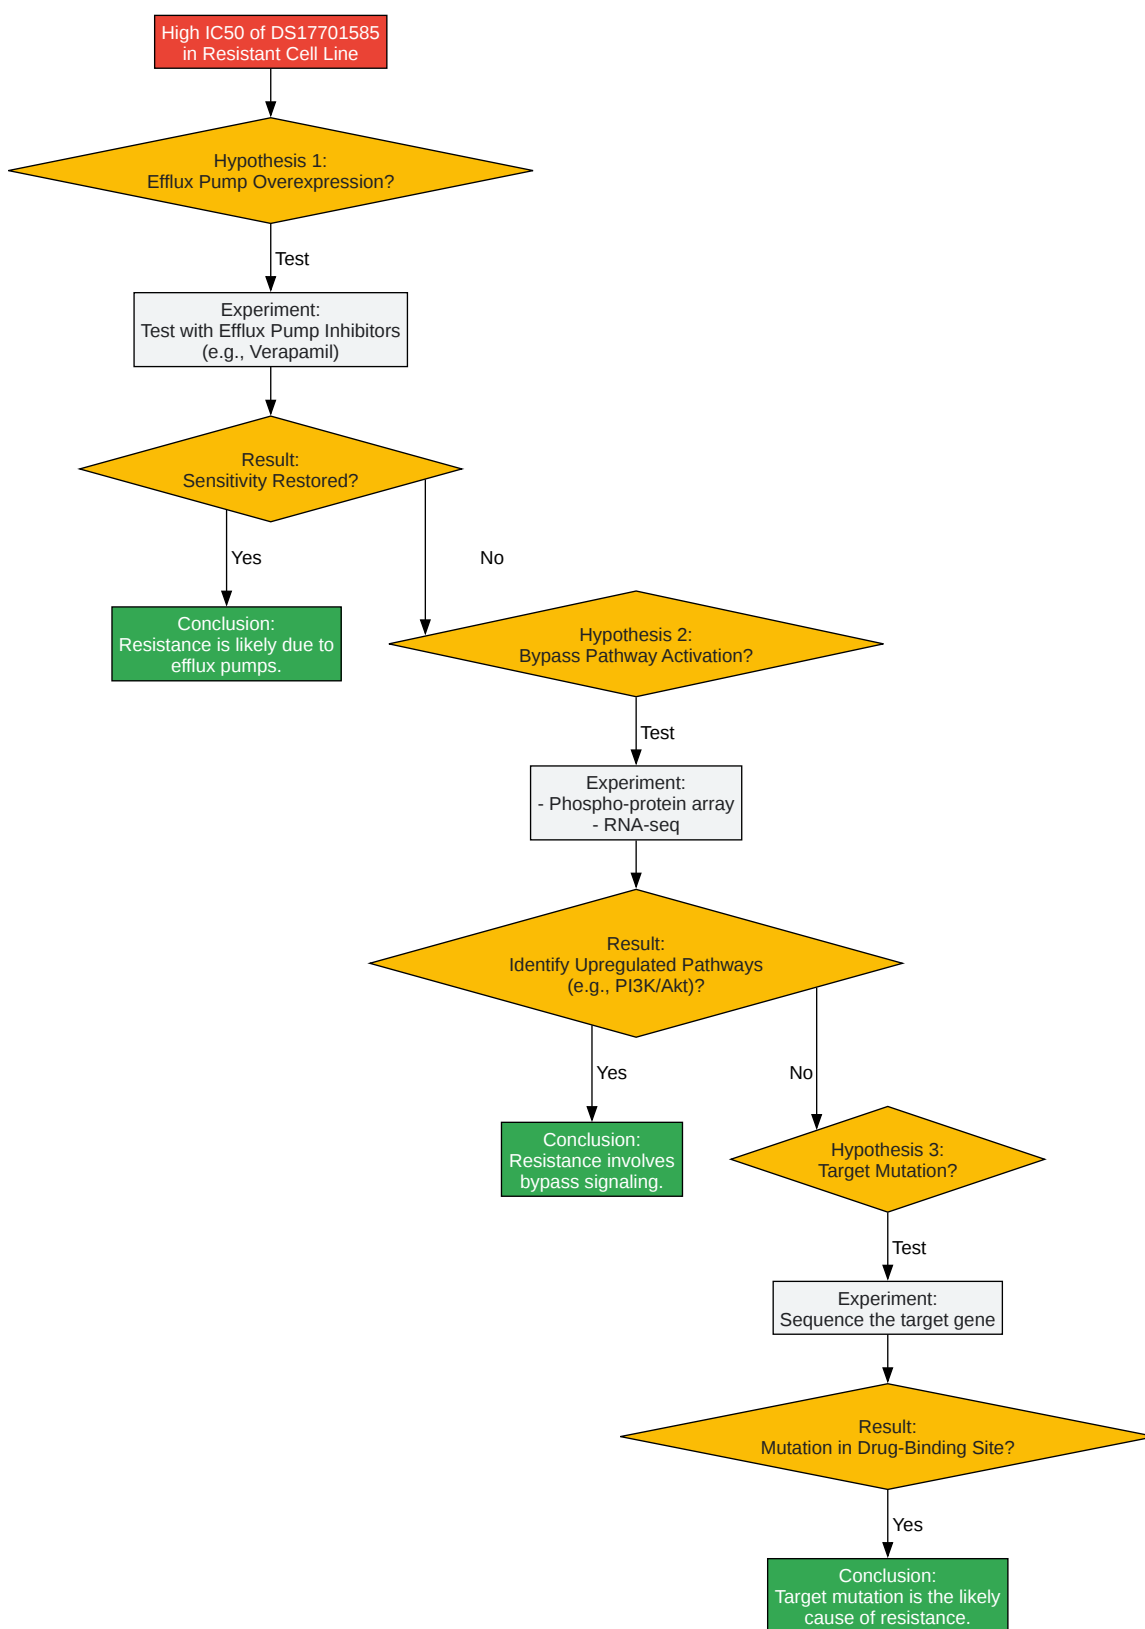 High IC50 of DS17701585
in Resistant Cell Line
Hypothesis 1:
Efflux Pump Overexpression?
Test
Experiment:
Test with Efflux Pump Inhibitors
(e.g., Verapamil)
Result:
Sensitivity Restored?
Yes
No
Conclusion:
Resistance is likely due to
efflux pumps.
Hypothesis 2:
Bypass Pathway Activation?
Test
Experiment:
- Phospho-protein array
- RNA-seq
Result:
Identify Upregulated Pathways
(e.g., PI3K/Akt)?
Yes
No
Conclusion:
Resistance involves
bypass signaling.
Hypothesis 3:
Target Mutation?
Test
Experiment:
Sequence the target gene
Result:
Mutation in Drug-Binding Site?
Yes
Conclusion:
Target mutation is the likely
cause of resistance.